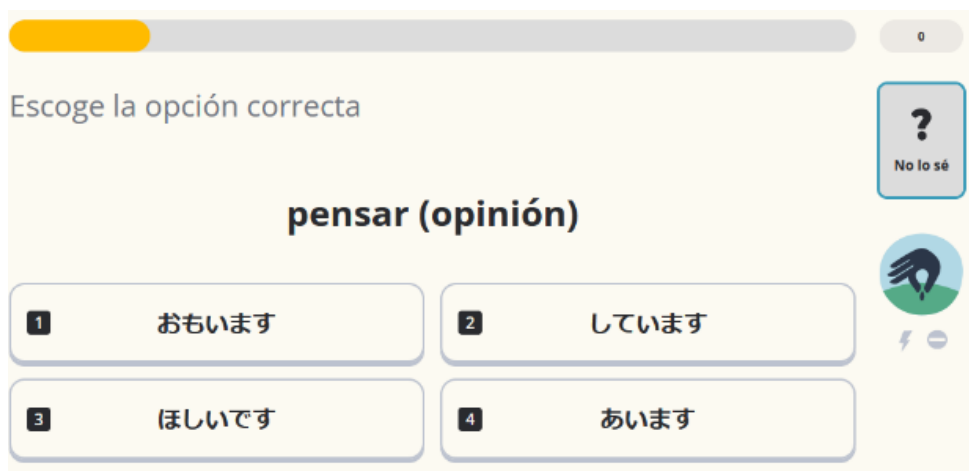 0
Escoge la opción correcta
?
No lo sé
pensar (opinión)
1 おもいます
2 しています
3 ほしいです
4 あいます